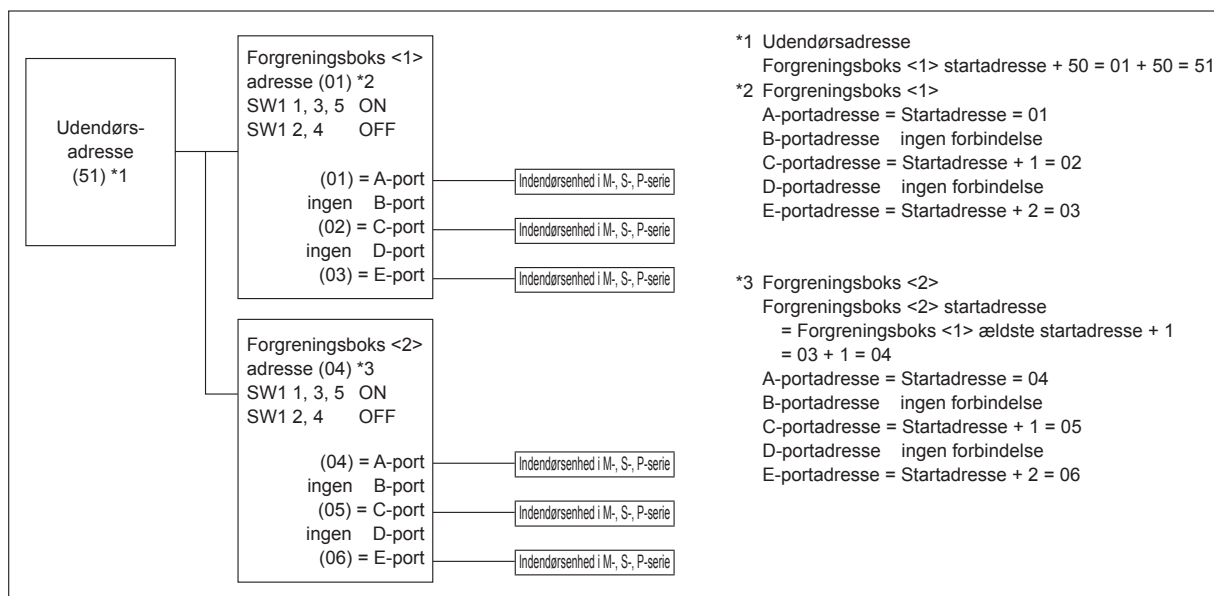 Udendørs-
adresse
(51) *1
Forgreningsboks <1>
adresse (01) *2
SW1 1, 3, 5 ON
SW1 2, 4 OFF
(01) = A-port
ingen B-port
(02) = C-port
ingen D-port
(03) = E-port
Indendørsenhed i M-, S-, P-serie
Indendørsenhed i M-, S-, P-serie
Indendørsenhed i M-, S-, P-serie
Forgreningsboks <2>
adresse (04) *3
SW1 1, 3, 5 ON
SW1 2, 4 OFF
(04) = A-port
ingen B-port
(05) = C-port
ingen D-port
(06) = E-port
Indendørsenhed i M-, S-, P-serie
Indendørsenhed i M-, S-, P-serie
Indendørsenhed i M-, S-, P-serie
*1 Udendørsadresse
Forgreningsboks <1> startadresse + 50 = 01 + 50 = 51
*2 Forgreningsboks <1>
A-portadresse = Startadresse = 01
B-portadresse ingen forbindelse
C-portadresse = Startadresse + 1 = 02
D-portadresse ingen forbindelse
E-portadresse = Startadresse + 2 = 03
*3 Forgreningsboks <2>
Forgreningsboks <2> startadresse
= Forgreningsboks <1> ældste startadresse + 1
= 03 + 1 = 04
A-portadresse = Startadresse = 04
B-portadresse ingen forbindelse
C-portadresse = Startadresse + 1 = 05
D-portadresse ingen forbindelse
E-portadresse = Startadresse + 2 = 06